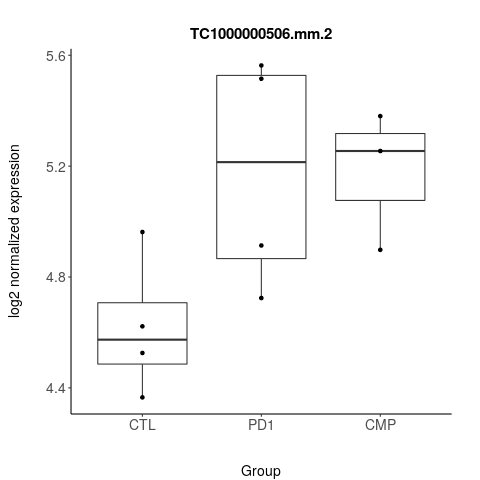 TC1000000506.mm.2
log2 normalized expression
5.6
5.2
4.8
4.4
CTL PD1 CMP
Group